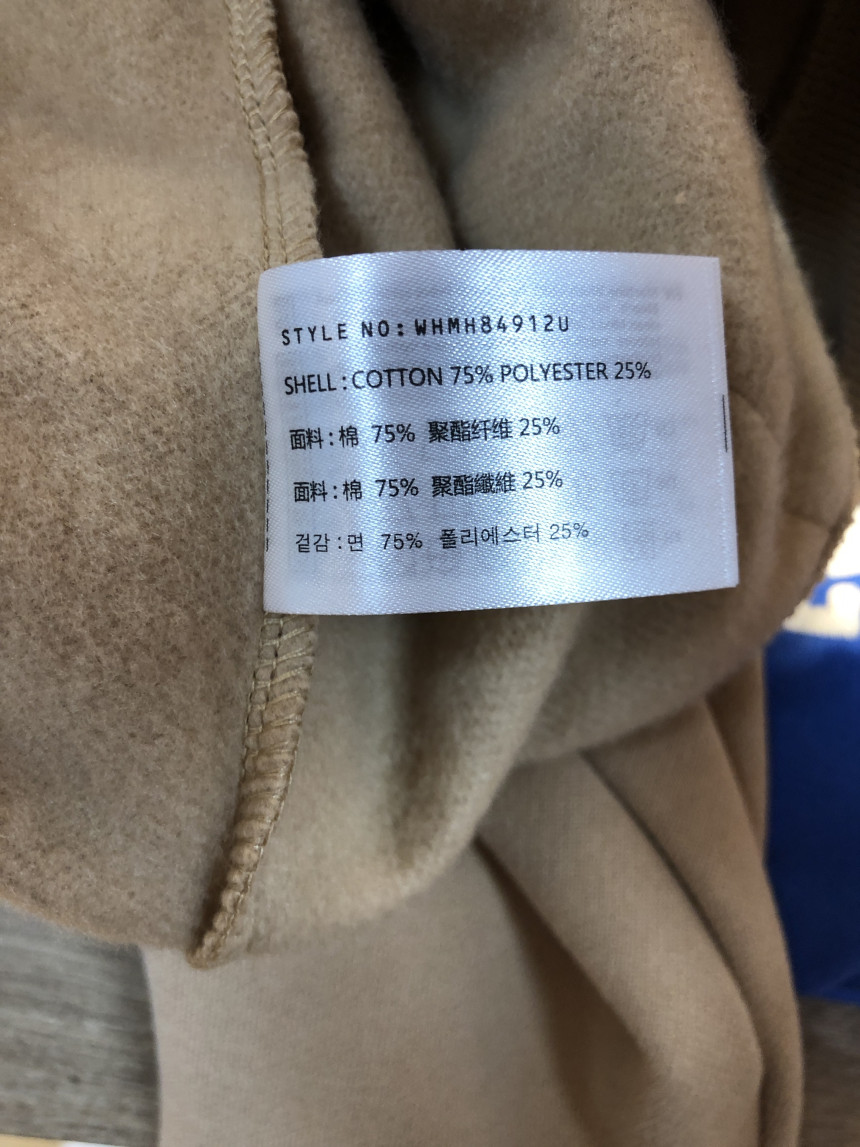 STYLE NO: WHMH84912U
SHELL : COTTON 75% POLYESTER 25%
面料 : 棉 75% 聚酯纤维 25%
面料 : 棉 75% 聚酯纖維 25%
겉감 : 면 75% 폴리에스터 25%